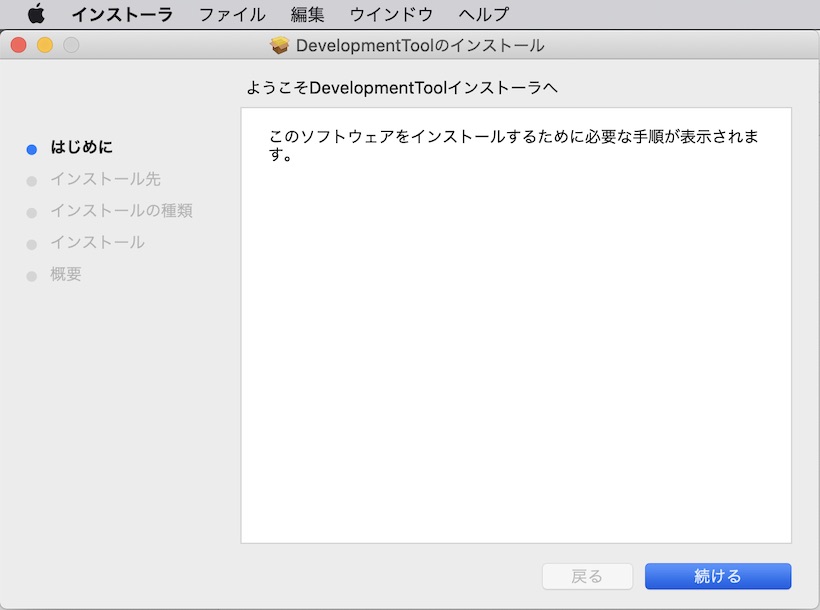 インストーラ ファイル 編集 ウインドウ ヘルプ
DevelopmentToolのインストール
ようこそDevelopmentToolインストーラへ
はじめに
インストール先
インストールの種類
インストール
概要
このソフトウェアをインストールするために必要な手順が表示されま
す。
戻る
続ける